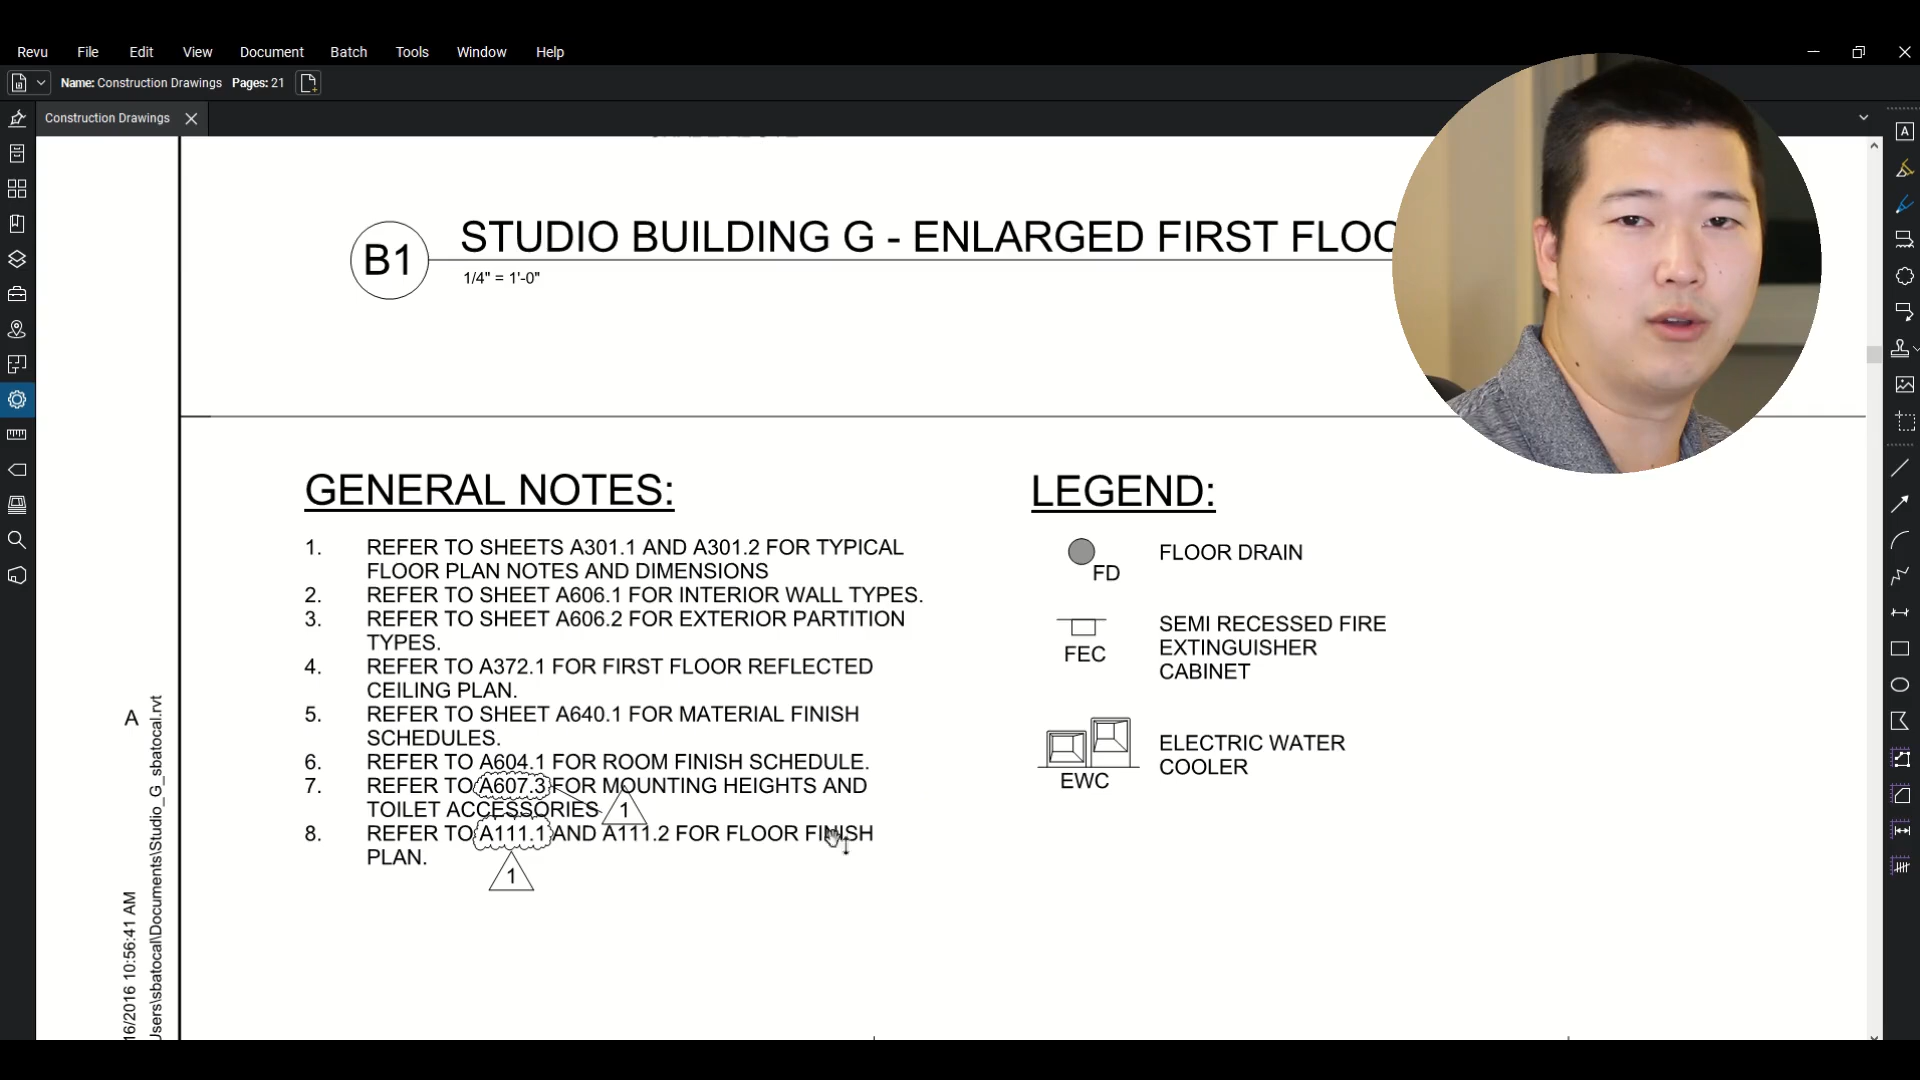 Revu File Edit View Document Batch Tools Window Help
Name: Construction Drawings Pages: 21
Construction Drawings
B1
STUDIO BUILDING G - ENLARGED FIRST
1/4" = 1'-0"
GENERAL NOTES:
1. REFER TO SHEETS A301.1 AND A301.2 FOR TYPICAL
FLOOR PLAN NOTES AND DIMENSIONS
2. REFER TO SHEET A606.1 FOR INTERIOR WALL TYPES.
3. REFER TO SHEET A606.2 FOR EXTERIOR PARTITION
TYPES.
4. REFER TO A372.1 FOR FIRST FLOOR REFLECTED
CEILING PLAN.
5. REFER TO SHEET A640.1 FOR MATERIAL FINISH
SCHEDULES.
6. REFER TO A604.1 FOR ROOM FINISH SCHEDULE.
7. REFER TO A607.3 FOR MOUNTING HEIGHTS AND
TOILET ACCESSORIES
1
8. REFER TO A111.1 AND A111.2 FOR FLOOR FINISH
PLAN.
1
LEGEND:
FD
FLOOR DRAIN
FEC
SEMI RECESSED FIRE
EXTINGUISHER
CABINET
EWC
ELECTRIC WATER
COOLER
A
16/2016 10:56:41 AM
Users\sbatocal\Documents\Studio_G_sbatocal.rvt
A